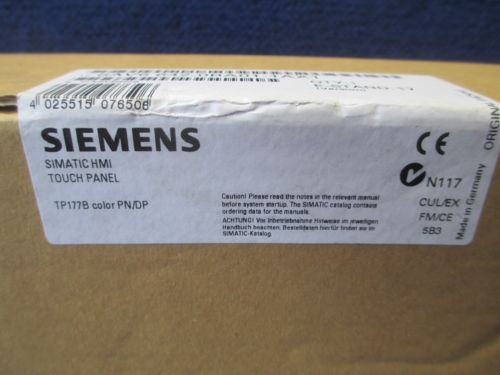 4 025515 076506
SIEMENS
SIMATIC HMI
TOUCH PANEL
TP177B color PN/DP
Caution! Please read the notes in the relevant manual
before system startup. The SIMATIC catalog contains
ordering data for the manuals.
ACHTUNG! Vor Inbetriebnahme Hinweise im jeweiligen
Handbuch beachten. Bestelldaten hierfür finden sie im
SIMATIC-Katalog.
CE
N117
CUL/EX
FM/CE
5B3
Made in Germany